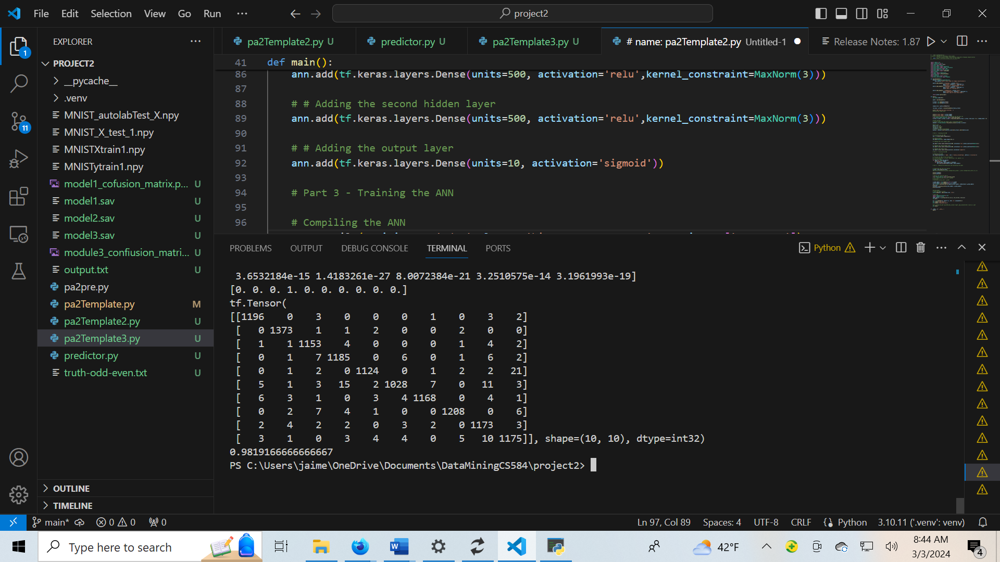 File Edit Selection View Go Run ··· project2
EXPLORER ···
PROJECT2
__pycache__
.venv
MNIST_autolabTest_X.npy
MNIST_X_test_1.npy
MNISTXtrain1.npy
MNISTytrain1.npy
model1_cofusion_matrix.p... U
model1.sav U
model2.sav U
model3.sav U
module3_confiusion_matri... U
output.txt U
pa2pre.py
pa2Template.py M
pa2Template2.py U
pa2Template3.py U
predictor.py U
truth-odd-even.txt U
OUTLINE
TIMELINE
1
11
pa2Template2.py U predictor.py U pa2Template3.py U # name: pa2Template2.py Untitled-1 Release Notes: 1.87
41 def main():
86 ann.add(tf.keras.layers.Dense(units=500, activation='relu',kernel_constraint=MaxNorm(3)))
87
88 # # Adding the second hidden layer
89 ann.add(tf.keras.layers.Dense(units=500, activation='relu',kernel_constraint=MaxNorm(3)))
90
91 # # Adding the output layer
92 ann.add(tf.keras.layers.Dense(units=10, activation='sigmoid'))
93
94 # Part 3 - Training the ANN
95
96 # Compiling the ANN
PROBLEMS OUTPUT DEBUG CONSOLE TERMINAL PORTS Python
3.6532184e-15 1.4183261e-27 8.0072384e-21 3.2510575e-14 3.1961993e-19]
[0. 0. 0. 1. 0. 0. 0. 0. 0. 0.]
tf.Tensor(
[[1196 0 3 0 0 0 1 0 3 2]
[ 0 1373 1 1 2 0 0 2 0 0]
[ 1 1 1153 4 0 0 0 1 4 2]
[ 0 1 7 1185 0 6 0 1 6 2]
[ 0 1 2 0 1124 0 1 2 2 21]
[ 5 1 3 15 2 1028 7 0 11 3]
[ 6 3 1 0 3 4 1168 0 4 1]
[ 0 2 7 4 1 0 0 1208 0 6]
[ 2 4 2 2 0 3 2 0 1173 3]
[ 3 1 0 3 4 4 0 5 10 1175]], shape=(10, 10), dtype=int32)
0.9819166666666667
PS C:\Users\jaime\OneDrive\Documents\DataMiningCS584\project2>
main* 0 0 0 Ln 97, Col 89 Spaces: 4 UTF-8 CRLF Python 3.10.11 ('.venv': venv)
Type here to search 42°F 8:44 AM
3/3/2024 4